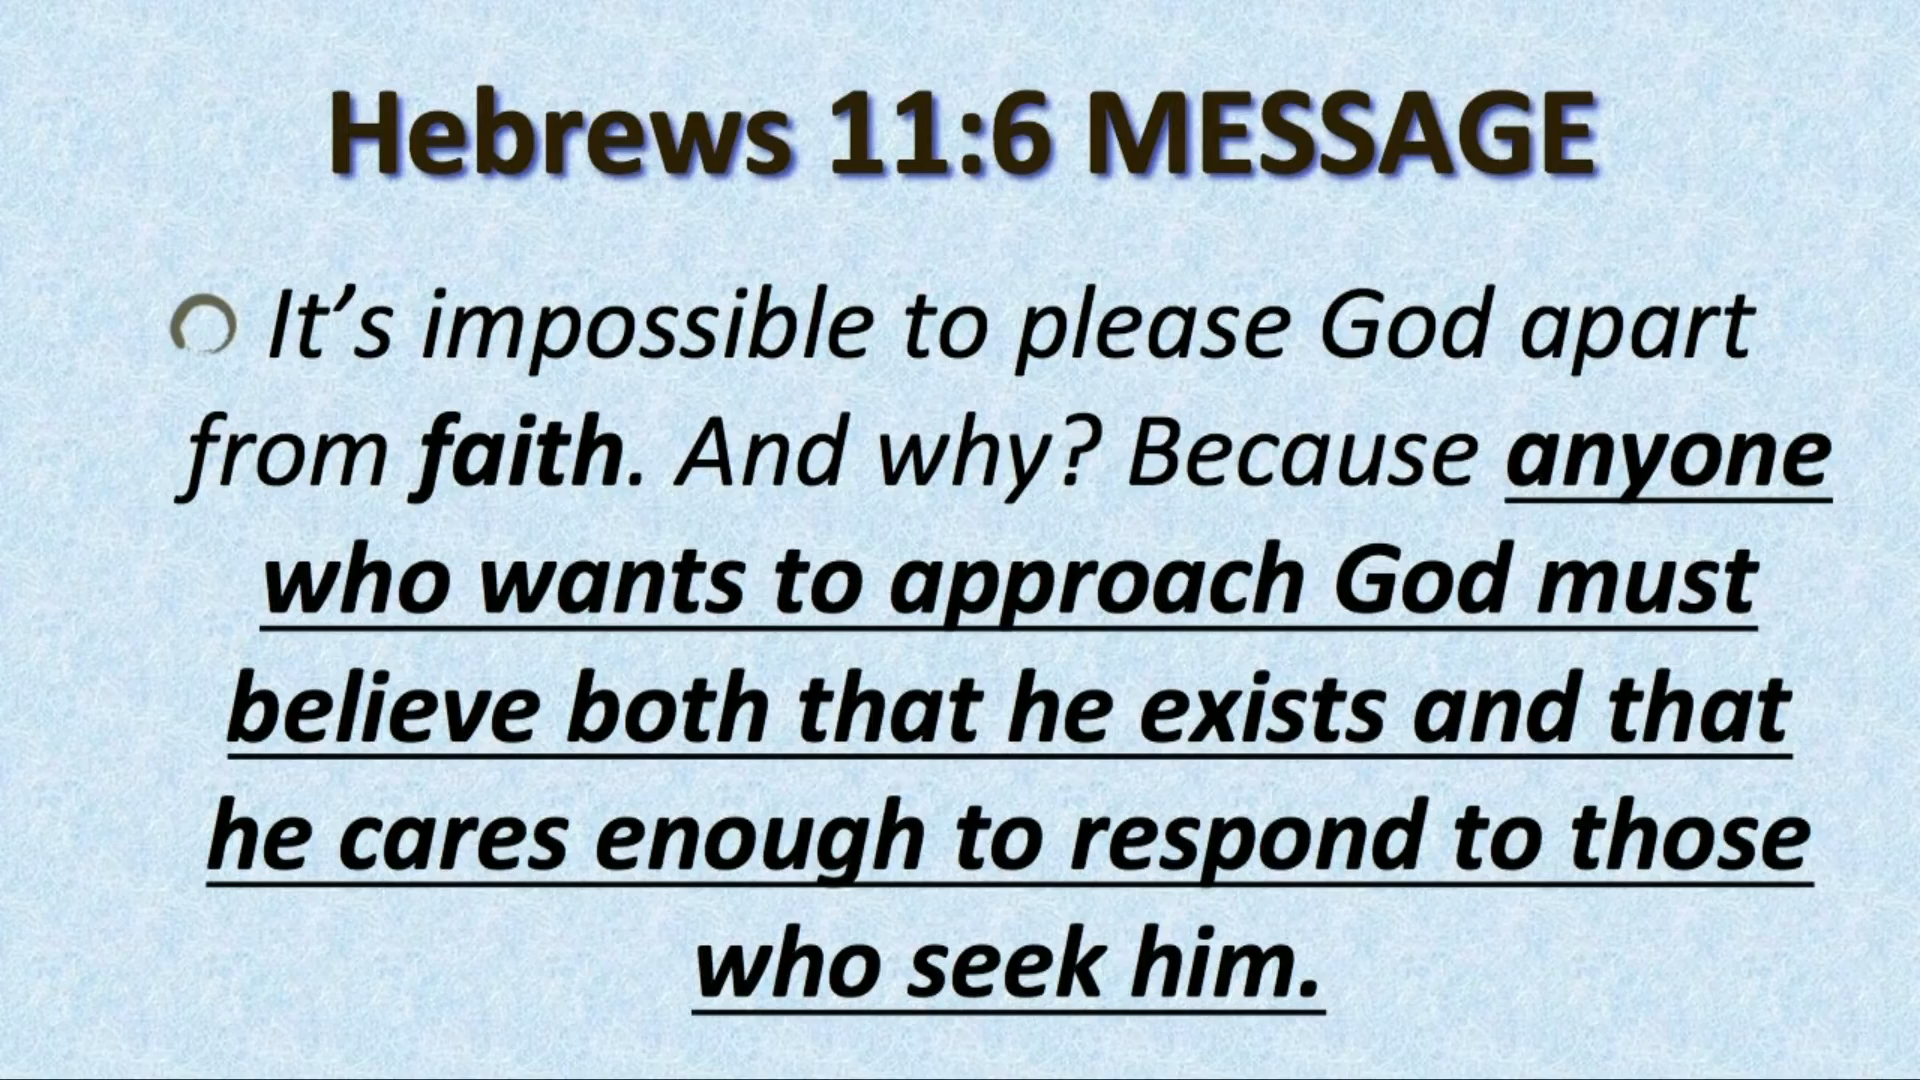 Hebrews 11:6 MESSAGE
It’s impossible to please God apart
from faith. And why? Because anyone
who wants to approach God must
believe both that he exists and that
he cares enough to respond to those
who seek him.